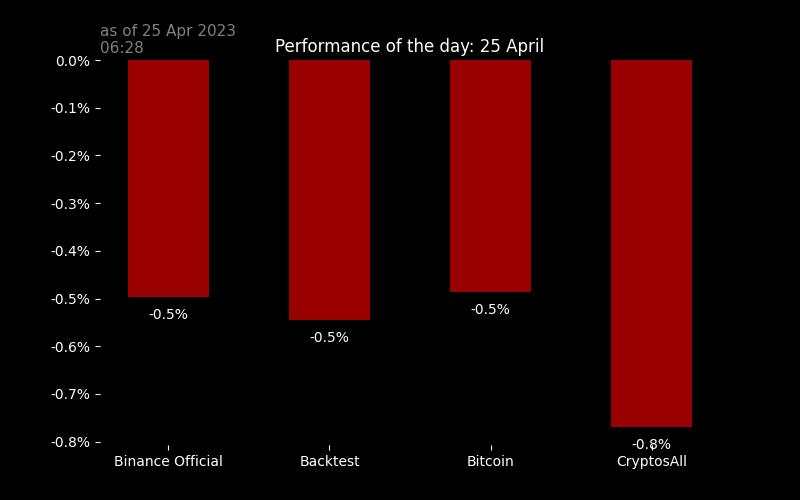 as of 25 Apr 2023
06:28
Performance of the day: 25 April
0.0%
-0.1%
-0.2%
-0.3%
-0.4%
-0.5%
-0.6%
-0.7%
-0.8%
-0.5%
-0.5%
-0.5%
-0.8%
Binance Official
Backtest
Bitcoin
CryptosAll